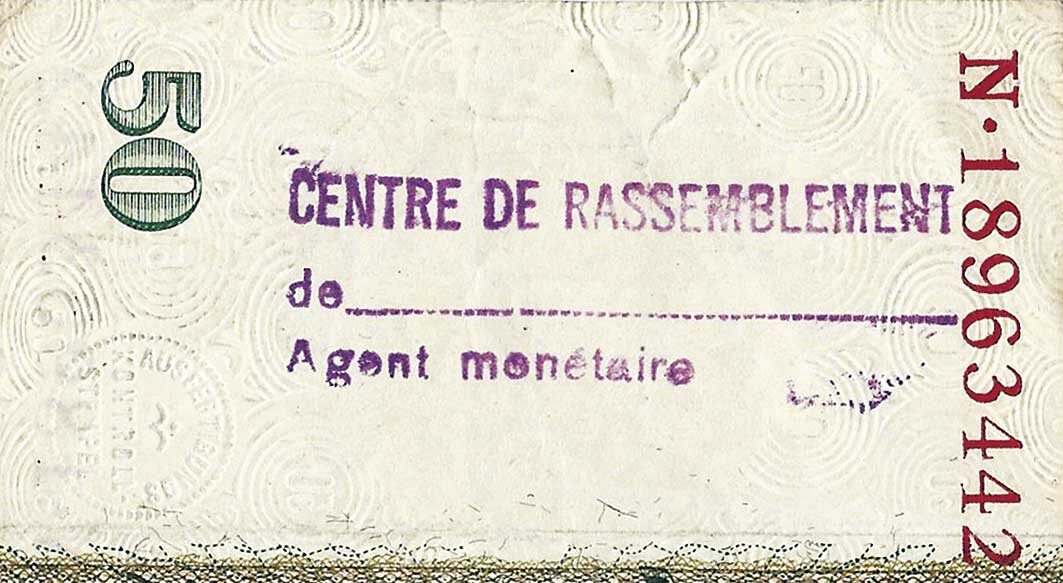 50
CENTRE DE RASSEMBLEMENT
de
Agent monétaire
N·18963442